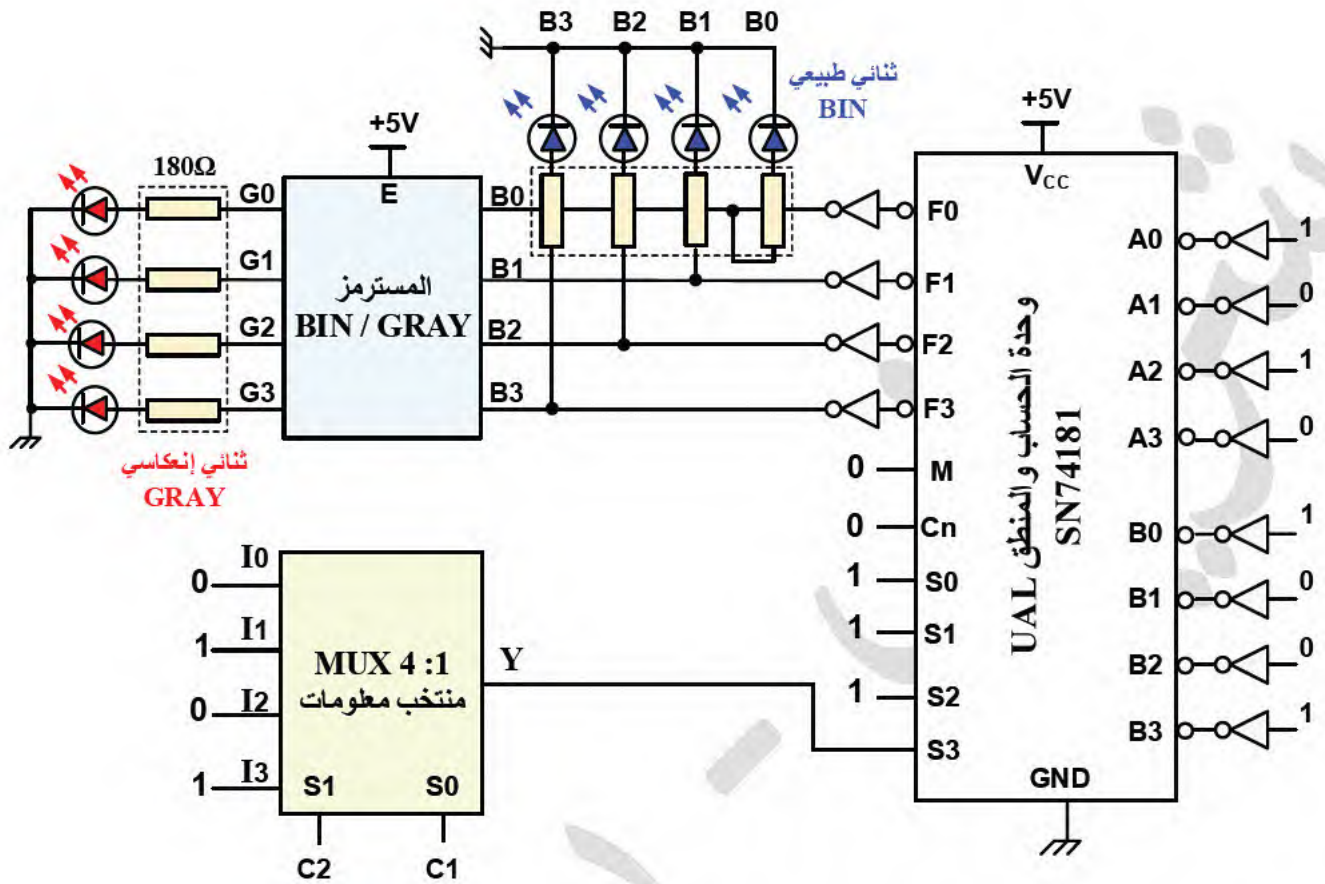 B3 B2 B1 B0
ثنائي طبيعي
BIN
+5V
+5V
180Ω
E
V_CC
G0
G1
G2
G3
المسترمز
BIN / GRAY
B0
B1
B2
B3
ثنائي إنعكاسي
GRAY
F0
F1
F2
F3
0 M
0 Cn
1 S0
1 S1
1 S2
S3
وحدة الحساب والمنطق UAL
SN74181
A0 1
A1 0
A2 1
A3 0
B0 1
B1 0
B2 0
B3 1
GND
0 I0
1 I1
0 I2
1 I3
MUX 4 :1
منتخب معلومات
Y
S1 S0
C2 C1